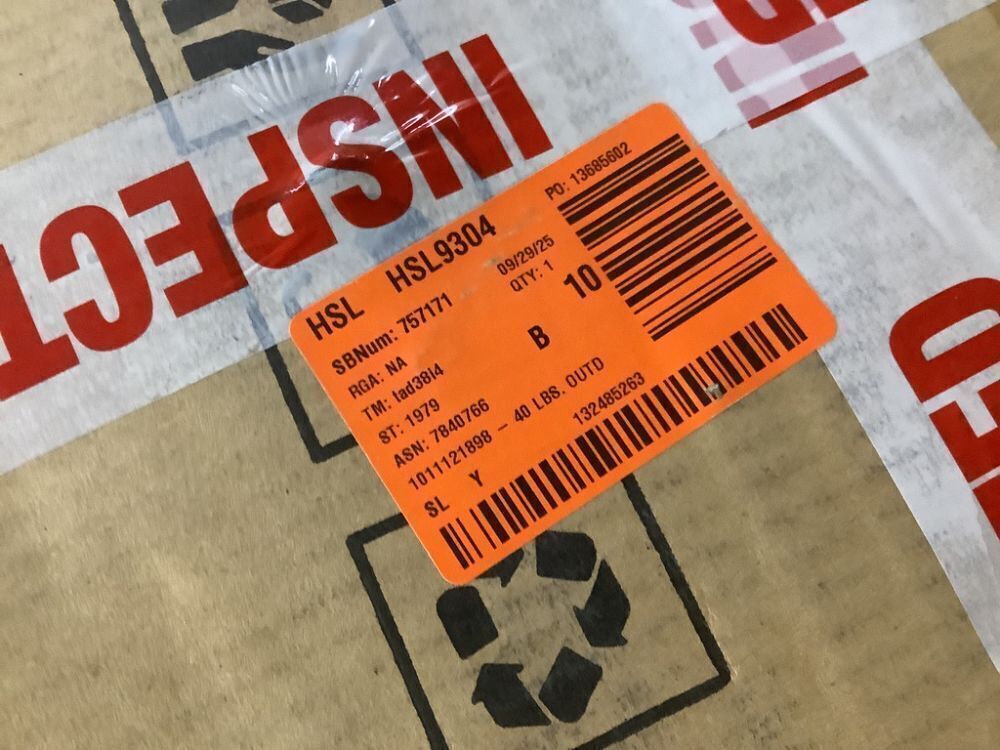 INSPECTED
HSL HSL9304
PO: 13685602
SBNum: 757171 09/29/25
RGA: NA QTY: 1
TM: tad38l4 10
ST: 1979 B
ASN: 7840766
1011121898 – 40 LBS. OUTD
SL Y 132485263